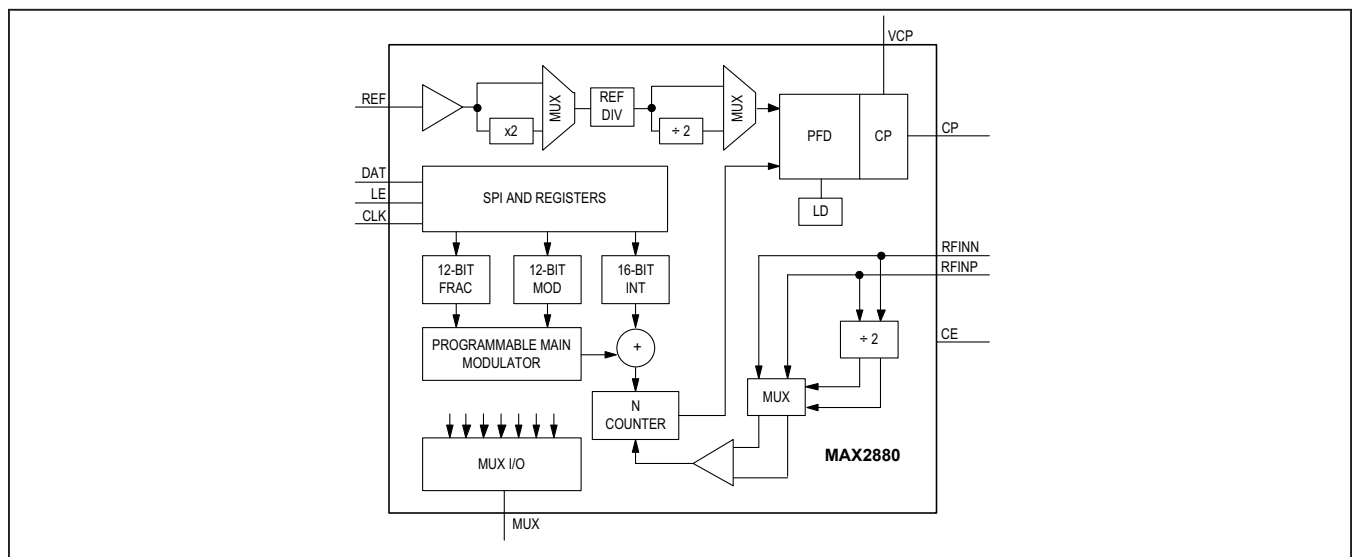 VCP
REF
x2
MUX
REF
DIV
÷ 2
MUX
PFD
CP
CP
LD
DAT
LE
CLK
SPI AND REGISTERS
12-BIT
FRAC
12-BIT
MOD
16-BIT
INT
RFINN
RFINP
PROGRAMMABLE MAIN
MODULATOR
+
÷ 2
CE
MUX
N
COUNTER
MAX2880
MUX I/O
MUX